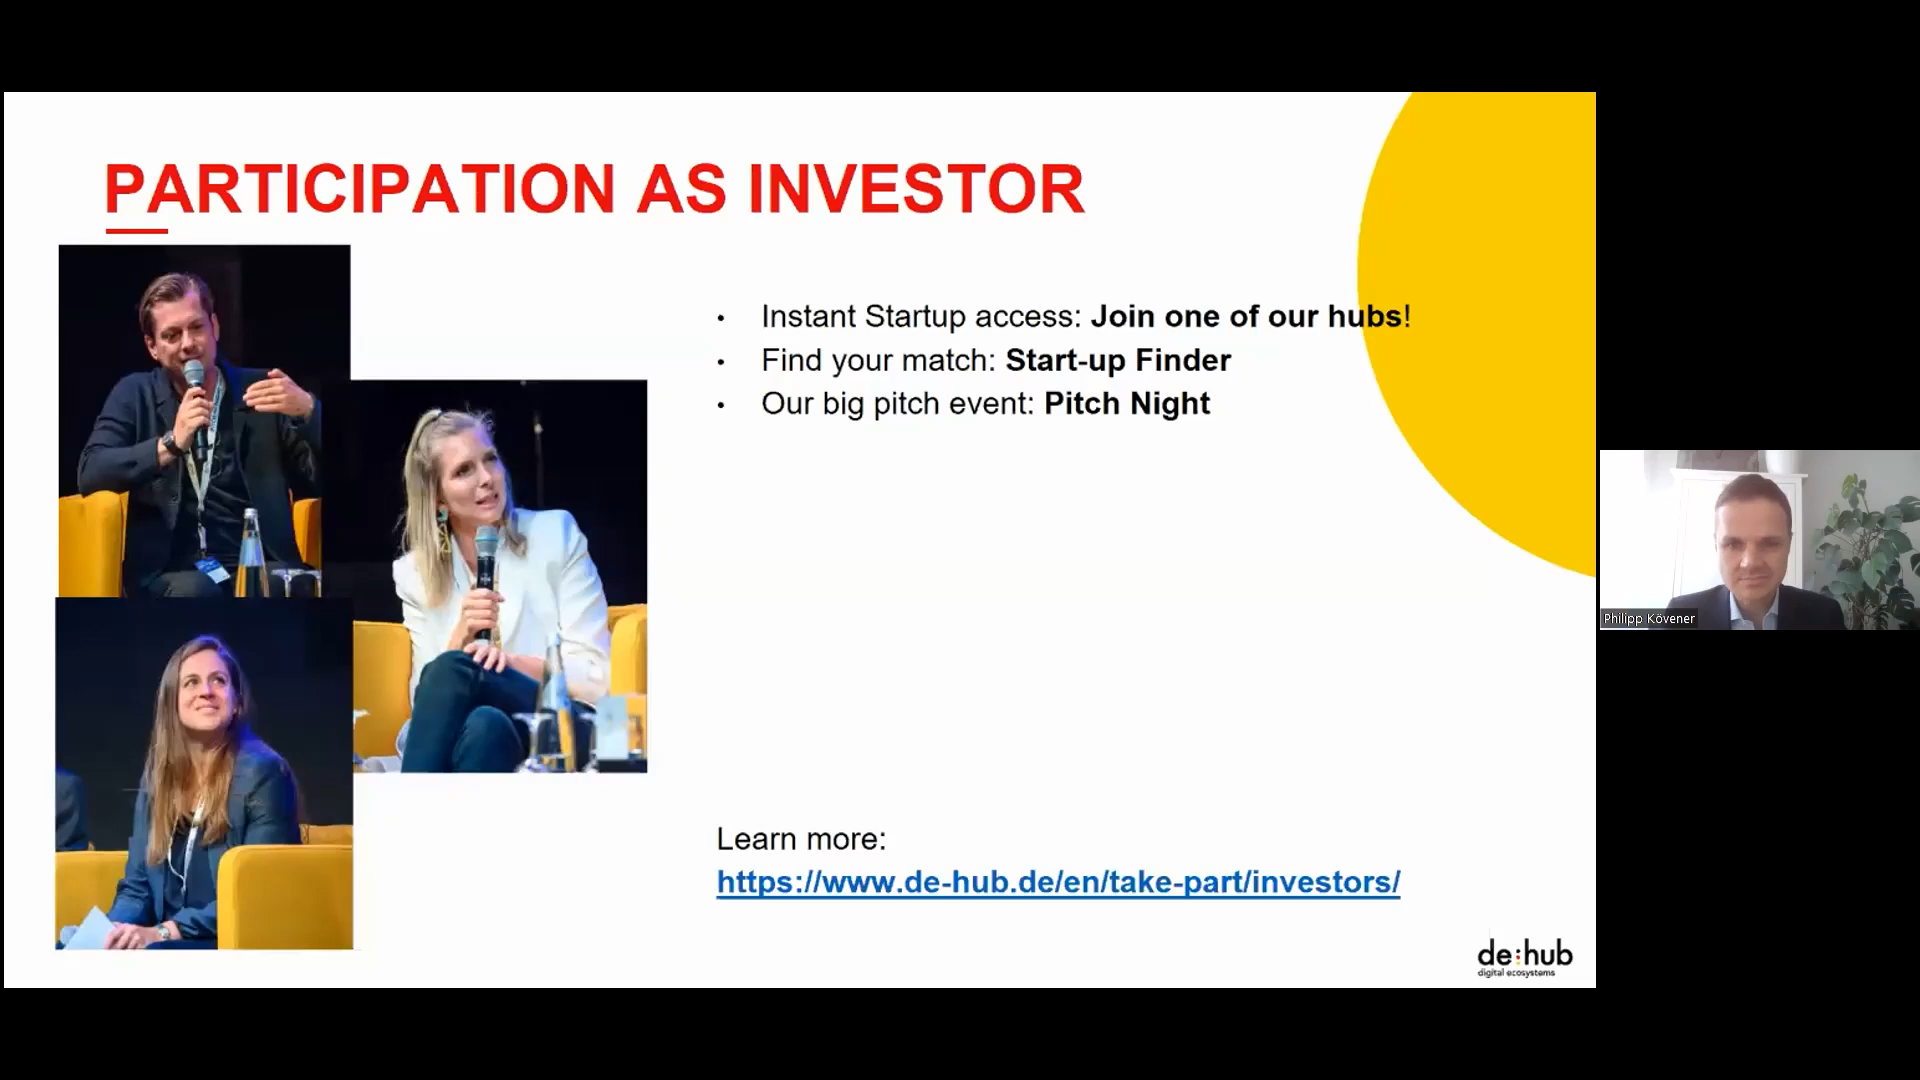 PARTICIPATION AS INVESTOR
• Instant Startup access: Join one of our hubs!
• Find your match: Start-up Finder
• Our big pitch event: Pitch Night
Learn more:
https://www.de-hub.de/en/take-part/investors/
de:hub
digital ecosystems
Philipp Kövener